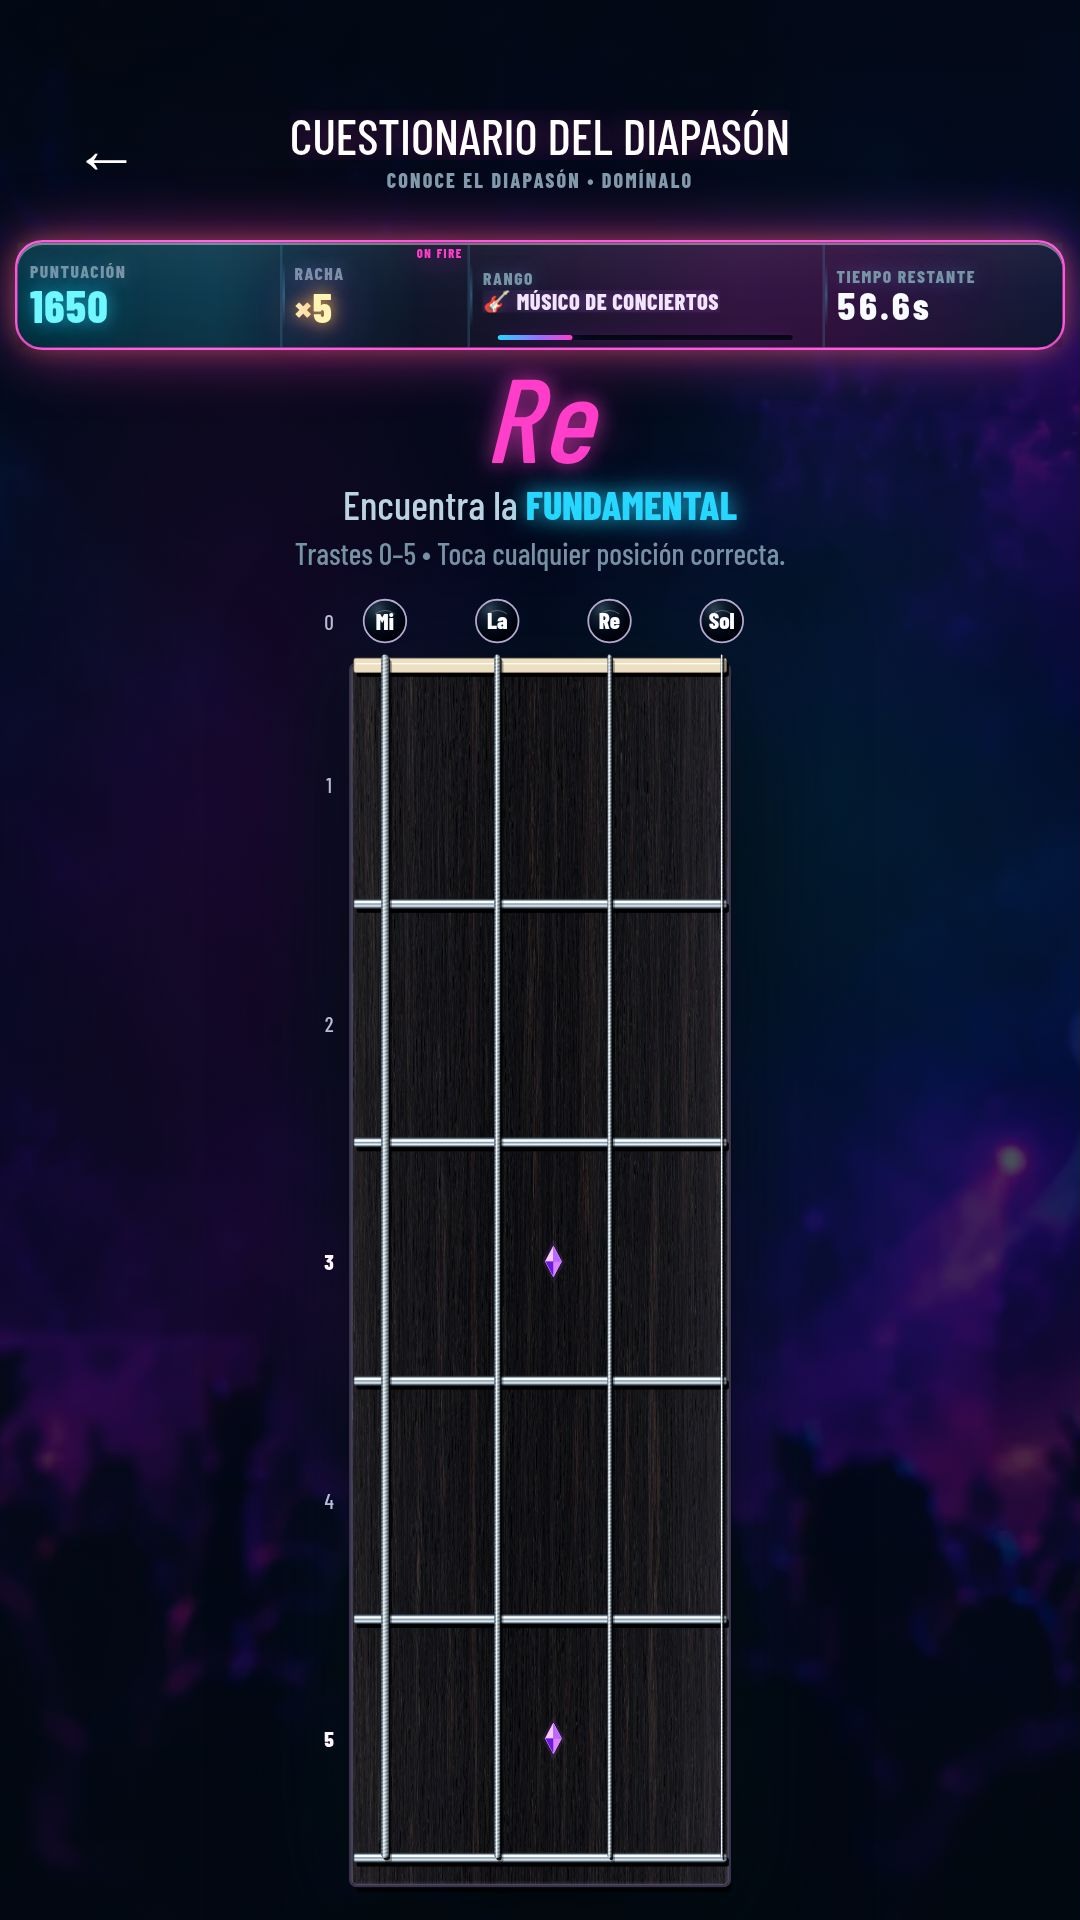 ←
CUESTIONARIO DEL DIAPASÓN
CONOCE EL DIAPASÓN • DOMÍNALO
PUNTUACIÓN
1650
RACHA
×5
ON FIRE
RANGO
🎸 MÚSICO DE CONCIERTOS
TIEMPO RESTANTE
56.6s
Re
Encuentra la FUNDAMENTAL
Trastes 0–5 • Toca cualquier posición correcta.
0 Mi La Re Sol
1
2
3
4
5